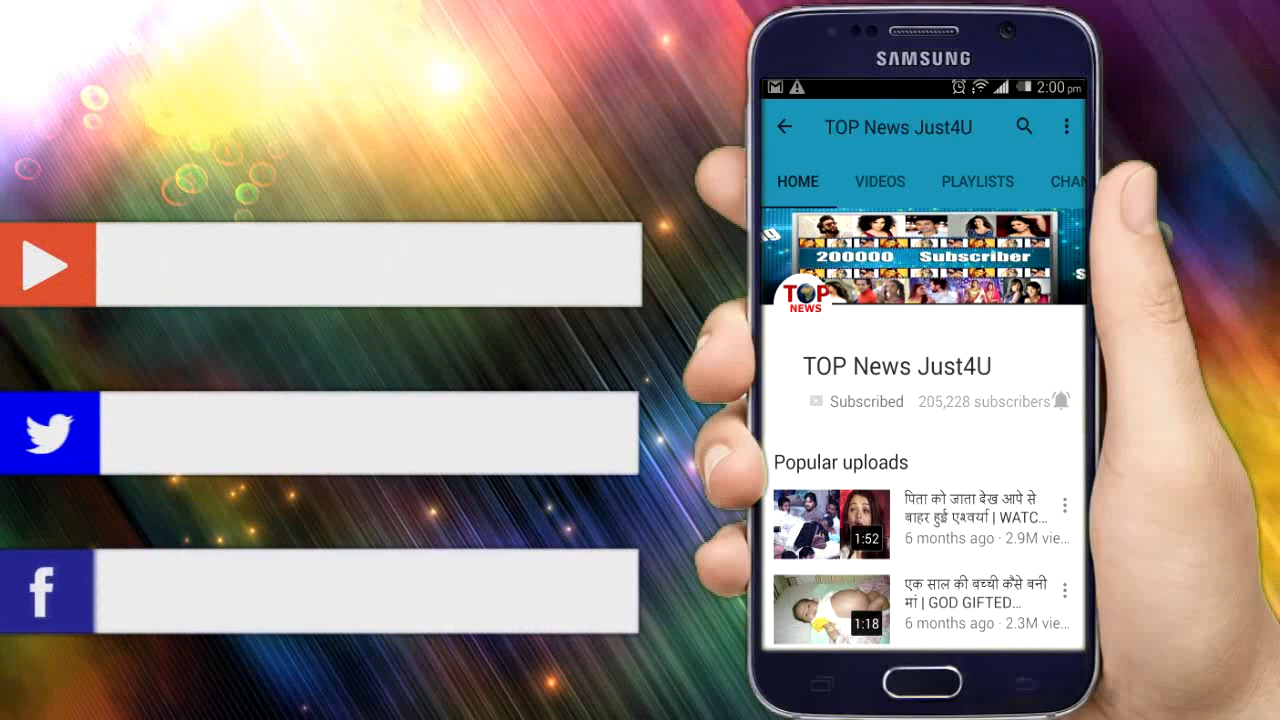 SAMSUNG
2:00 pm
TOP News Just4U
HOME VIDEOS PLAYLISTS CHAN
200000 Subscriber
TOP
NEWS
TOP News Just4U
Subscribed 205,228 subscribers
Popular uploads
पिता को जाता देख आपे से
बाहर हुई एश्वर्या | WATC...
1:52
6 months ago · 2.9M vie...
एक साल की बच्ची कैसे बनी
मां | GOD GIFTED...
1:18
6 months ago · 2.3M vie...